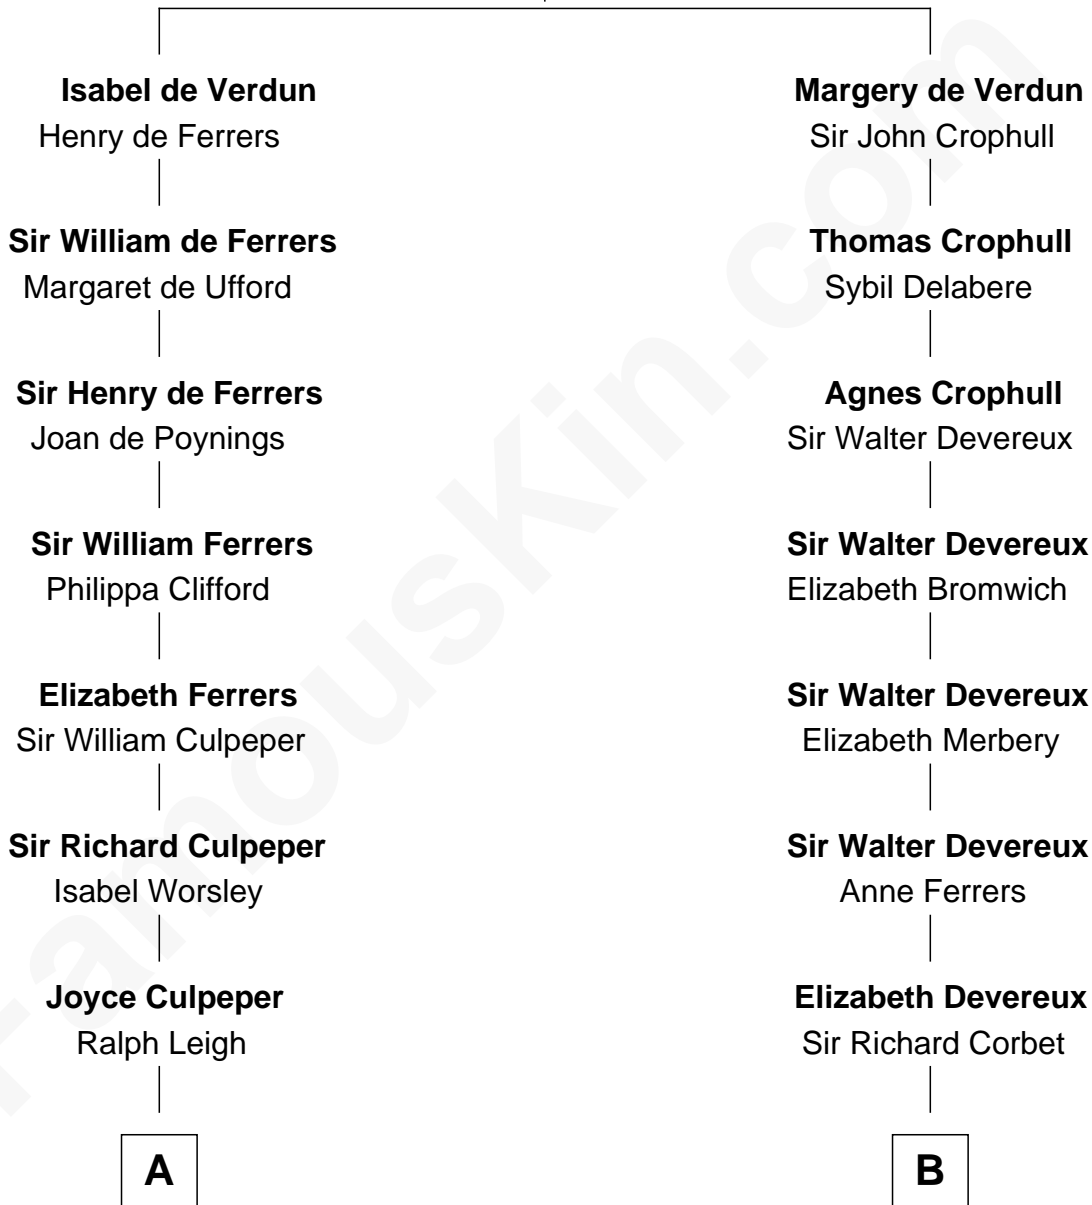 Isabel de Verdun
Henry de Ferrers
Sir William de Ferrers
Margaret de Ufford
Sir Henry de Ferrers
Joan de Poynings
Sir William Ferrers
Philippa Clifford
Elizabeth Ferrers
Sir William Culpeper
Sir Richard Culpeper
Isabel Worsley
Joyce Culpeper
Ralph Leigh
A
Margery de Verdun
Sir John Crophull
Thomas Crophull
Sybil Delabere
Agnes Crophull
Sir Walter Devereux
Sir Walter Devereux
Elizabeth Bromwich
Sir Walter Devereux
Elizabeth Merbery
Sir Walter Devereux
Anne Ferrers
Elizabeth Devereux
Sir Richard Corbet
B
FamousKin.com